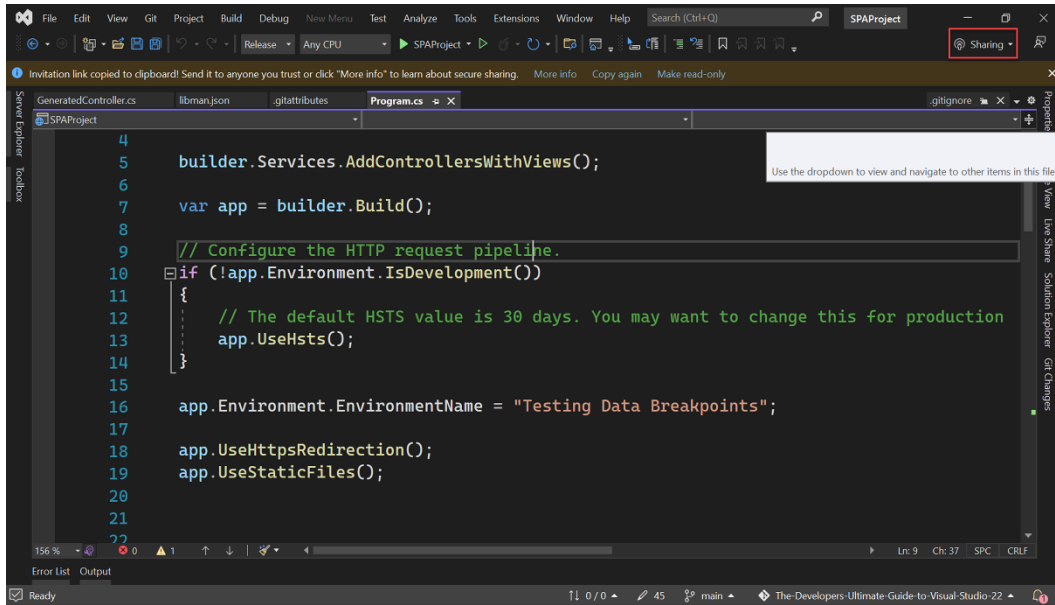 File Edit View Git Project Build Debug New Menu Test Analyze Tools Extensions Window Help Search (Ctrl+Q) SPAProject
Release Any CPU SPAProject Sharing
Invitation link copied to clipboard! Send it to anyone you trust or click "More info" to learn about secure sharing. More info Copy again Make read-only
GeneratedController.cs libman.json .gitattributes Program.cs .gitignore
SPAProject
Server Explorer
Toolbox
4
5 builder.Services.AddControllersWithViews();
Use the dropdown to view and navigate to other items in this file
6
7 var app = builder.Build();
8
9 // Configure the HTTP request pipeline.
10 if (!app.Environment.IsDevelopment())
11 {
12 // The default HSTS value is 30 days. You may want to change this for production
13 app.UseHsts();
14 }
15
16 app.Environment.EnvironmentName = "Testing Data Breakpoints";
17
18 app.UseHttpsRedirection();
19 app.UseStaticFiles();
20
21
22
Live Share
Solution Explorer
Git Changes
156 % 0 1 Ln: 9 Ch: 37 SPC CRLF
Error List Output
Ready 0 / 0 45 main The-Developers-Ultimate-Guide-to-Visual-Studio-22